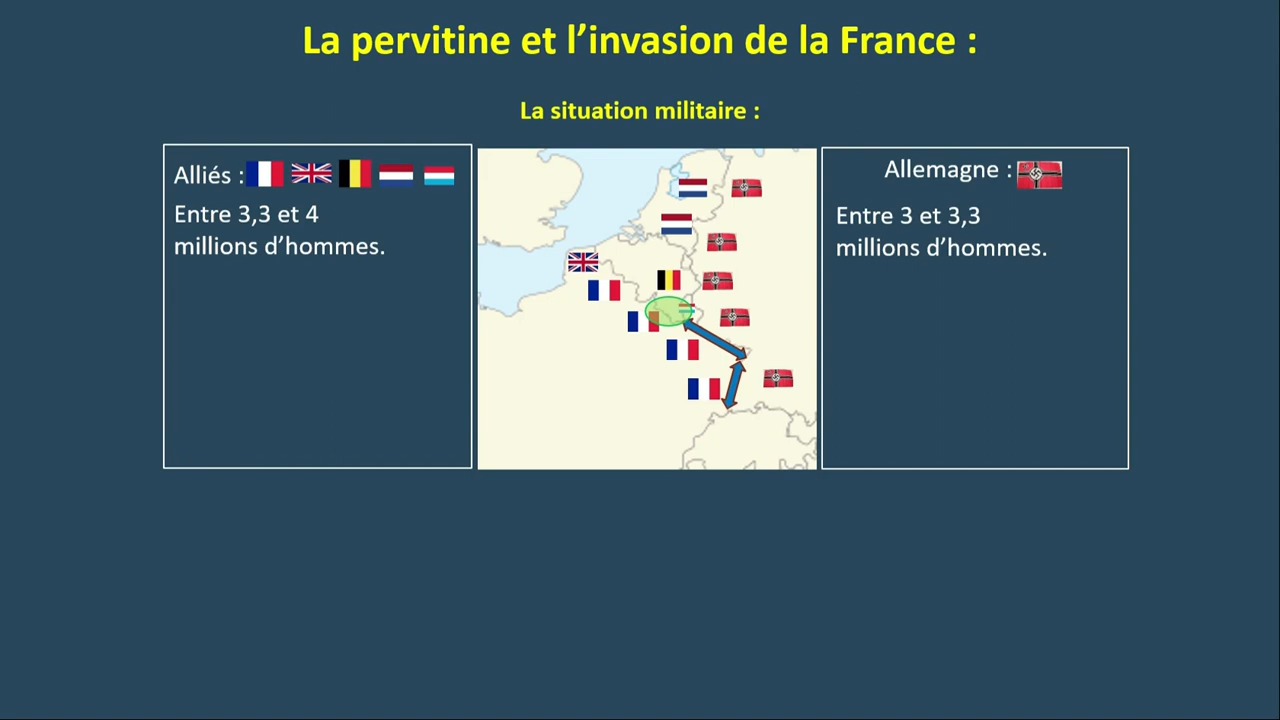 La pervitine et l’invasion de la France :
La situation militaire :
Alliés :
Entre 3,3 et 4
millions d’hommes.
Allemagne :
Entre 3 et 3,3
millions d’hommes.